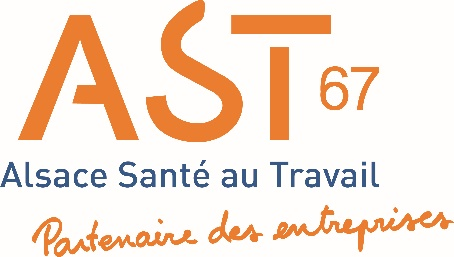 AST 67
Alsace Santé au Travail
Partenaire des entreprises